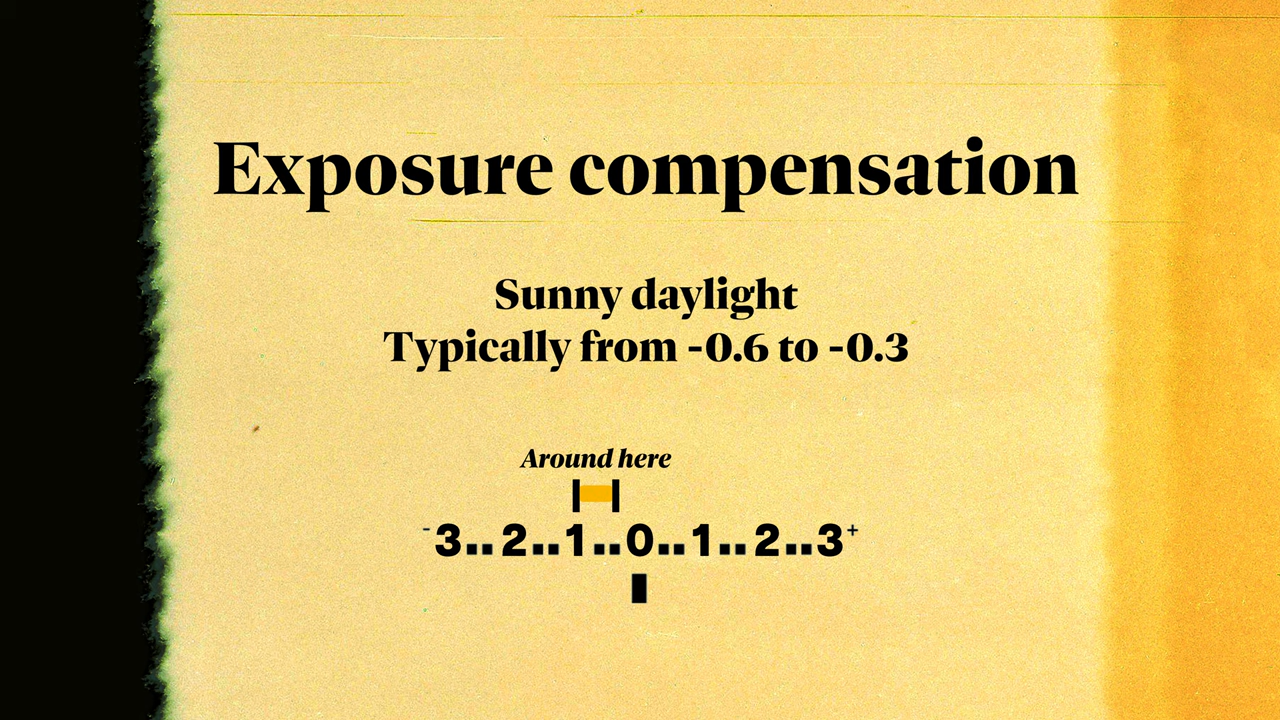 Exposure compensation
Sunny daylight
Typically from -0.6 to -0.3
Around here
-3..2..1..0..1..2..3+